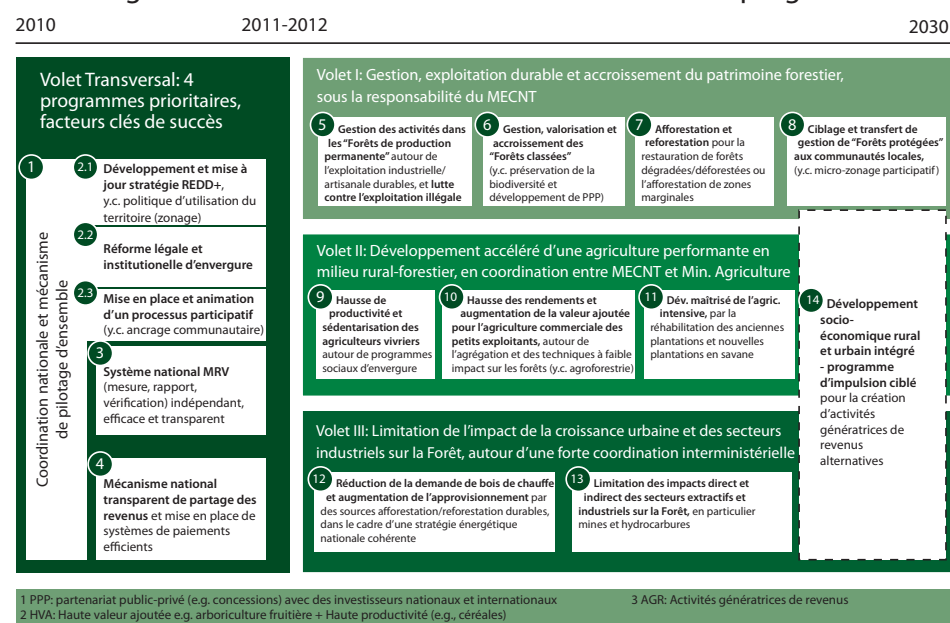 2010
2011-2012
2030
Volet Transversal: 4
programmes prioritaires,
facteurs clés de succès
1
Coordination nationale et mécanisme
de pilotage d'ensemble
2.1
Développement et mise à
jour stratégie REDD+,
y.c. politique d'utilisation du
territoire (zonage)
2.2
Réforme légale et
institutionelle d'envergure
2.3
Mise en place et animation
d'un processus participatif
(y.c. ancrage communautaire)
3
Système national MRV
(mesure, rapport,
vérification) indépendant,
efficace et transparent
4
Mécanisme national
transparent de partage des
revenus et mise en place de
systèmes de paiements
efficients
Volet I: Gestion, exploitation durable et accroissement du patrimoine forestier,
sous la responsabilité du MECNT
5
Gestion des activités dans
les "Forêts de production
permanente" autour de
l'exploitation industrielle/
artisanale durables, et lutte
contre l'exploitation illégale
6
Gestion, valorisation et
accroissement des
"Forêts classées"
(y.c. préservation de la
biodiversité et
développement de PPP)
7
Afforestation et
reforestation pour la
restauration de forêts
dégradées/déforestées ou
l'afforestation de zones
marginales
8
Ciblage et transfert de
gestion de "Forêts protégées"
aux communautés locales,
(y.c. micro-zonage participatif)
Volet II: Développement accéléré d'une agriculture performante en
milieu rural-forestier, en coordination entre MECNT et Min. Agriculture
9
Hausse de
productivité et
sédentarisation des
agriculteurs vivriers
autour de programmes
sociaux d'envergure
10
Hausse des rendements et
augmentation de la valeur ajoutée
pour l'agriculture commerciale des
petits exploitants, autour de
l'agrégation et des techniques à faible
impact sur les forêts (y.c. agroforestrie)
11
Dév. maîtrisé de l'agric.
intensive, par la
réhabilitation des anciennes
plantations et nouvelles
plantations en savane
14
Développement
socio-
économique rural
et urbain intégré
- programme
d'impulsion ciblé
pour la création
d'activités
génératrices de
revenus
alternatives
Volet III: Limitation de l'impact de la croissance urbaine et des secteurs
industriels sur la Forêt, autour d'une forte coordination interministérielle
12
Réduction de la demande de bois de chauffe
et augmentation de l'approvisionnement par
des sources afforestation/reforestation durables,
dans le cadre d'une stratégie énergétique
nationale cohérente
13
Limitation des impacts direct et
indirect des secteurs extractifs et
industriels sur la Forêt, en particulier
mines et hydrocarbures
1 PPP: partenariat public-privé (e.g. concessions) avec des investisseurs nationaux et internationaux
3 AGR: Activités génératrices de revenus
2 HVA: Haute valeur ajoutée e.g. arboriculture fruitière + Haute productivité (e.g., céréales)